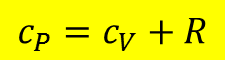 c_P = c_V + R